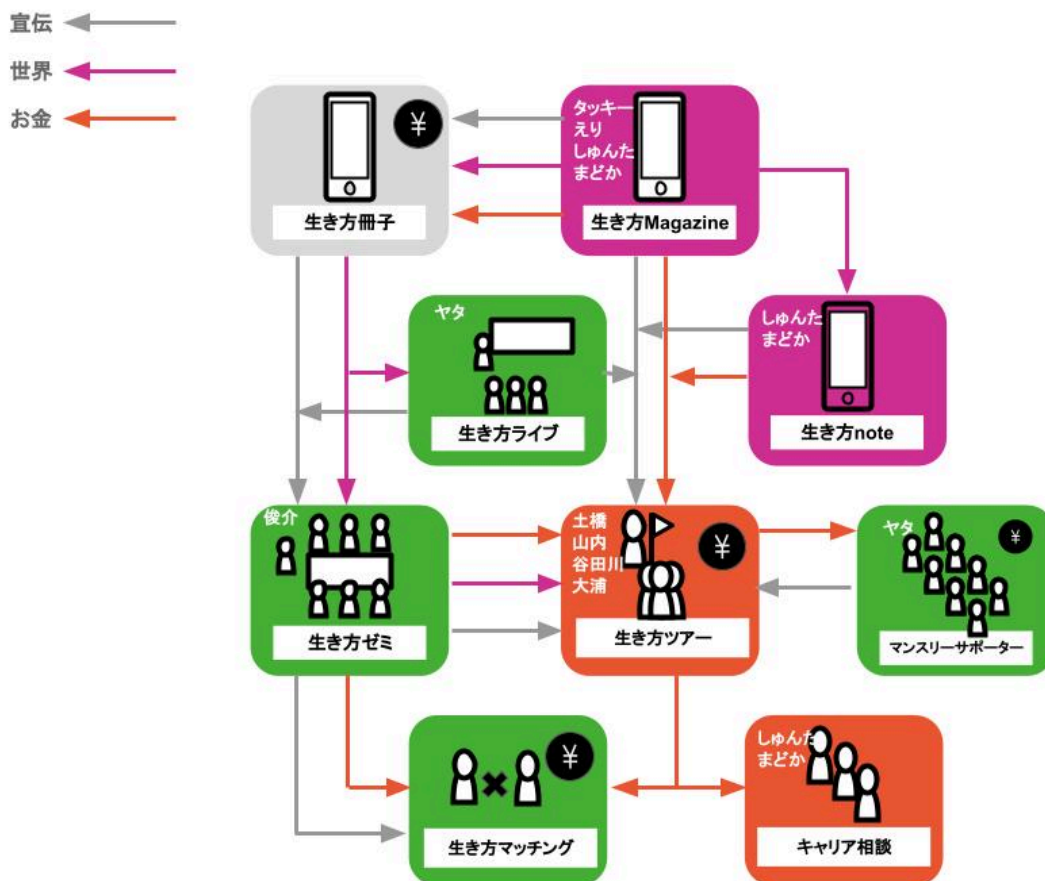 宣伝
世界
お金
¥
生き方冊子
タッキー
えり
しゅんた
まどか
生き方Magazine
ヤタ
生き方ライブ
しゅんた
まどか
生き方note
俊介
生き方ゼミ
土橋
山内
谷田川
大浦
¥
生き方ツアー
ヤタ
¥
マンスリーサポーター
¥
生き方マッチング
しゅんた
まどか
キャリア相談